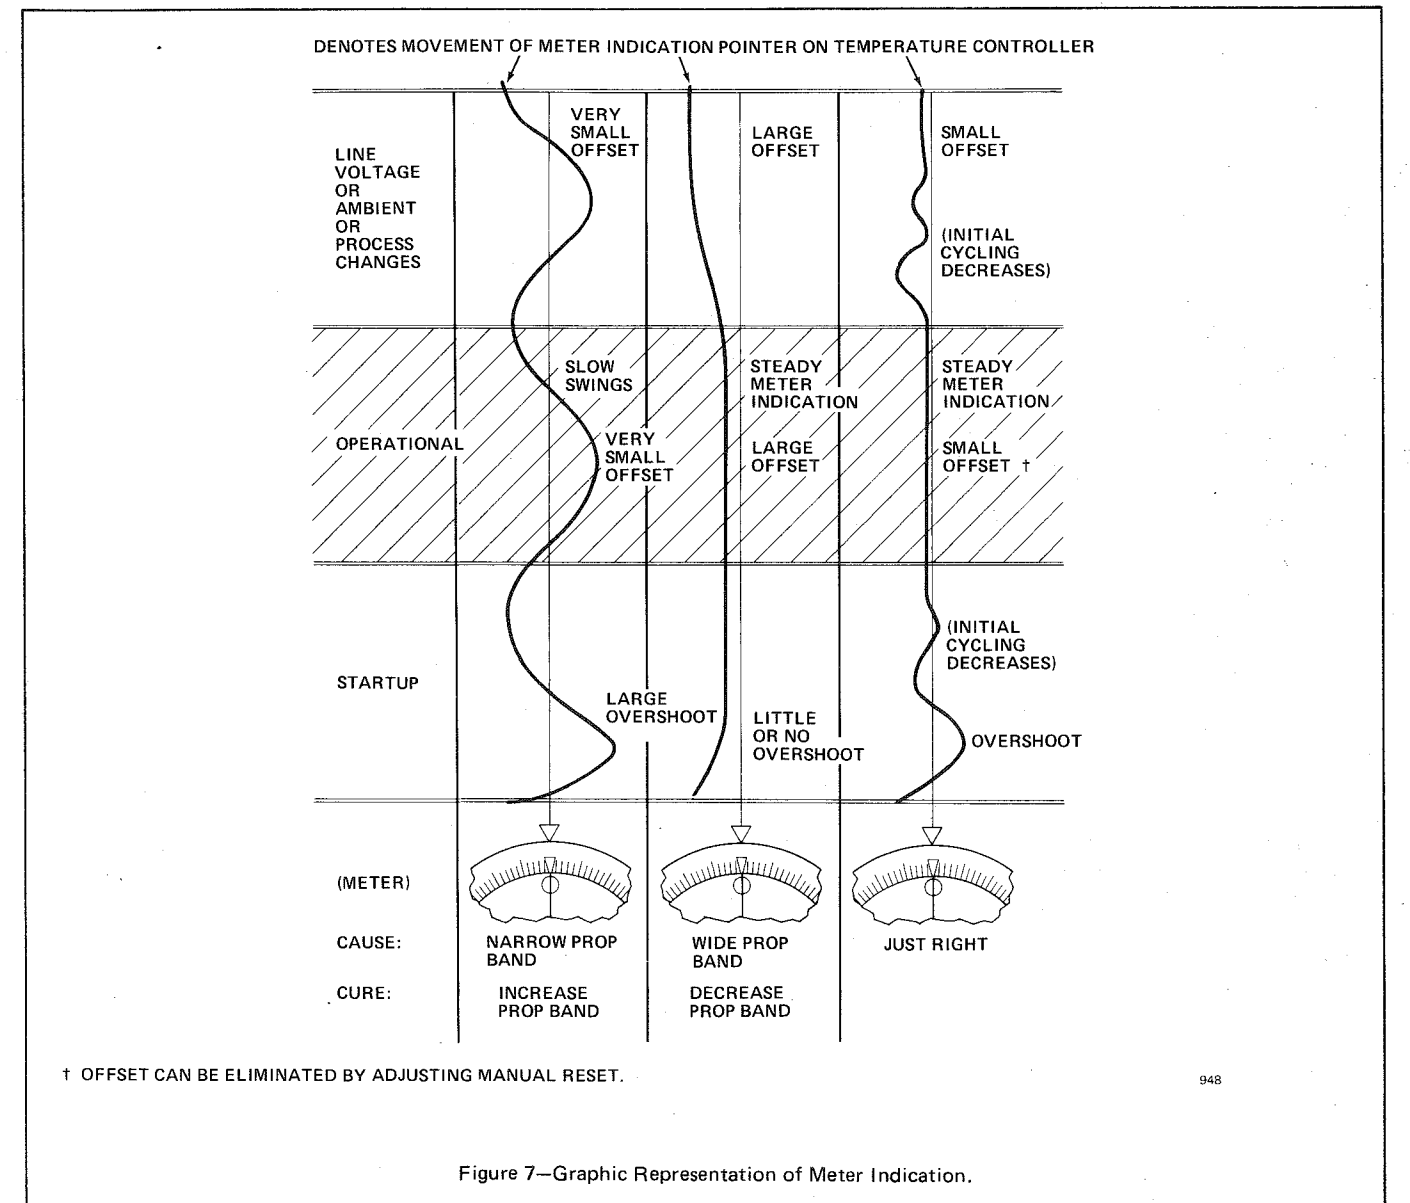 DENOTES MOVEMENT OF METER INDICATION POINTER ON TEMPERATURE CONTROLLER
LINE
VOLTAGE
OR
AMBIENT
OR
PROCESS
CHANGES
VERY
SMALL
OFFSET
LARGE
OFFSET
SMALL
OFFSET
(INITIAL
CYCLING
DECREASES)
OPERATIONAL
SLOW
SWINGS
VERY
SMALL
OFFSET
STEADY
METER
INDICATION
LARGE
OFFSET
STEADY
METER
INDICATION
SMALL
OFFSET †
STARTUP
LARGE
OVERSHOOT
LITTLE
OR NO
OVERSHOOT
(INITIAL
CYCLING
DECREASES)
OVERSHOOT
(METER)
CAUSE:
NARROW PROP
BAND
WIDE PROP
BAND
JUST RIGHT
CURE:
INCREASE
PROP BAND
DECREASE
PROP BAND
† OFFSET CAN BE ELIMINATED BY ADJUSTING MANUAL RESET.
948
Figure 7—Graphic Representation of Meter Indication.